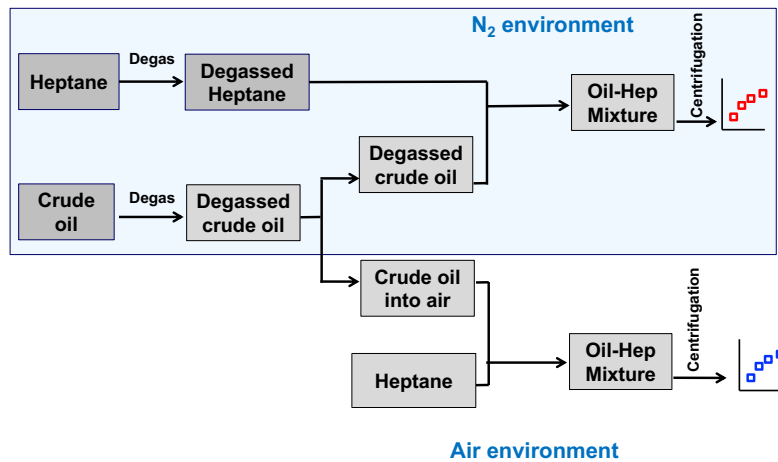 N₂ environment
Heptane
Degas
Degassed
Heptane
Oil-Hep
Mixture
Centrifugation
Degassed
crude oil
Crude
oil
Degas
Degassed
crude oil
Crude oil
into air
Heptane
Oil-Hep
Mixture
Centrifugation
Air environment